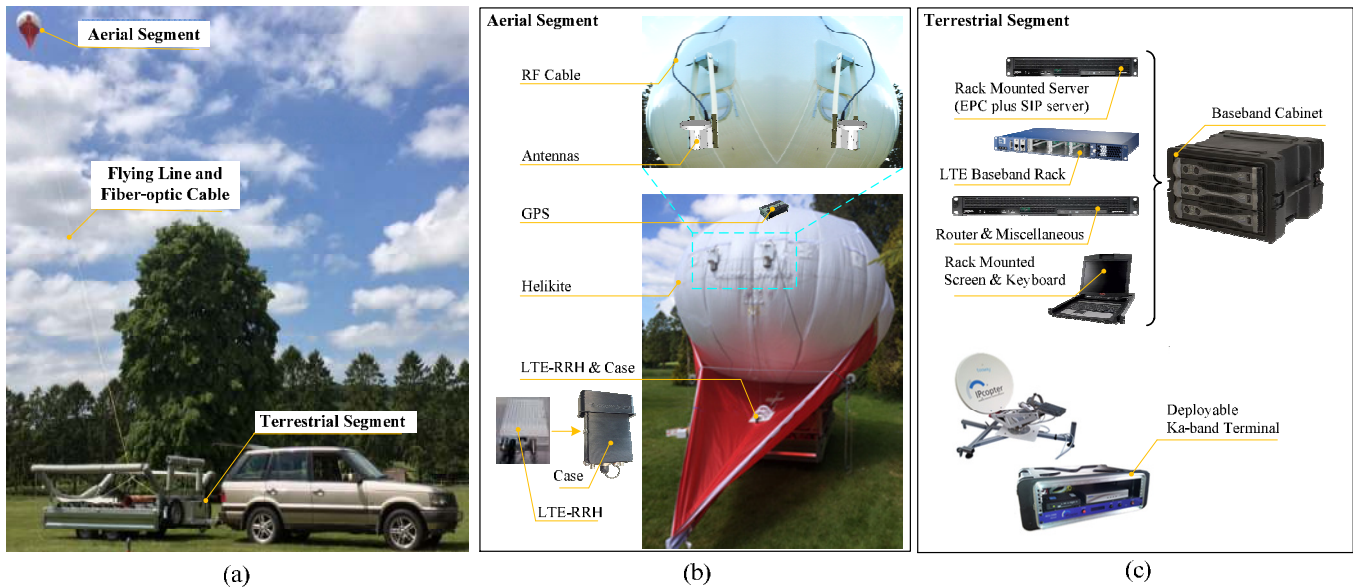 Aerial Segment
Flying Line and
Fiber-optic Cable
Terrestrial Segment
(a)
Aerial Segment
RF Cable
Antennas
GPS
Helikite
LTE-RRH & Case
Case
LTE-RRH
(b)
Terrestrial Segment
Rack Mounted Server
(EPC plus SIP server)
LTE Baseband Rack
Router & Miscellaneous
Rack Mounted
Screen & Keyboard
Baseband Cabinet
IPcopter
Deployable
Ka-band Terminal
(c)